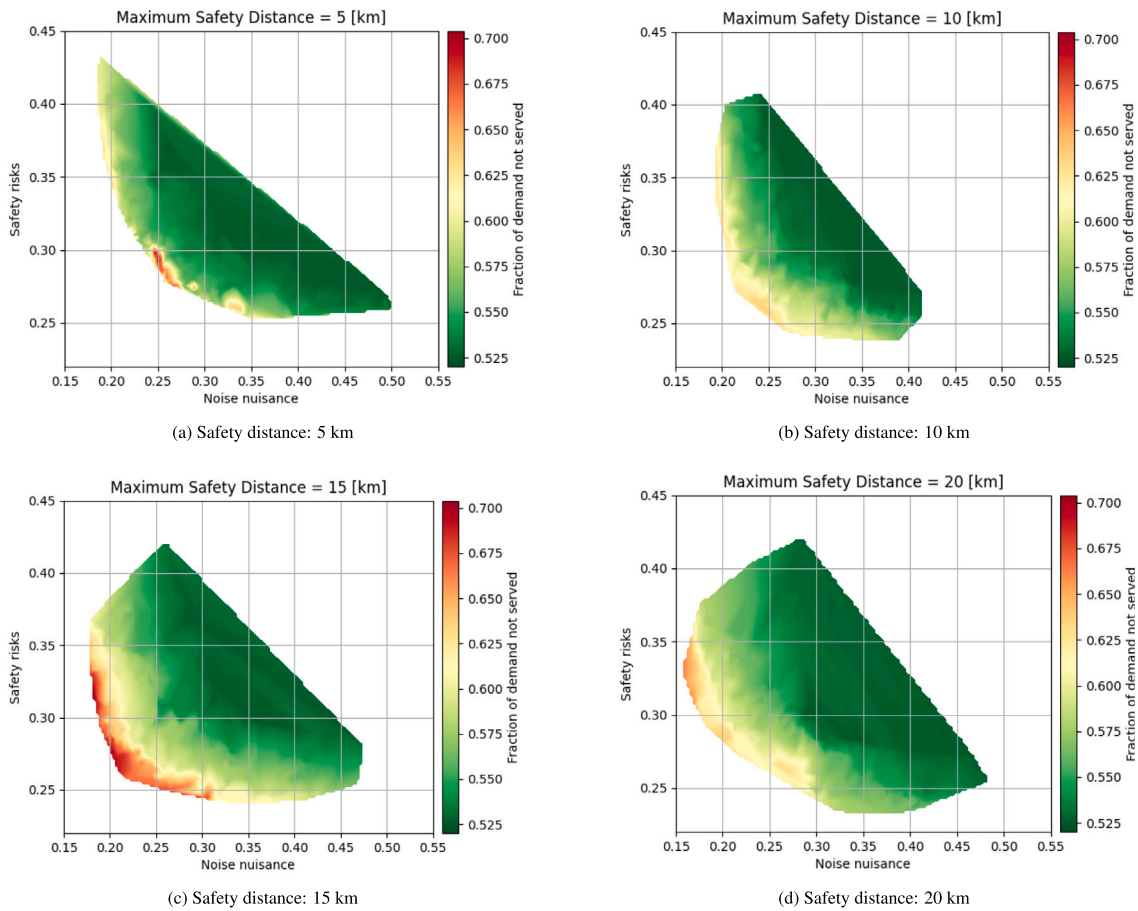 Maximum Safety Distance = 5 [km]
Safety risks
0.45
0.40
0.35
0.30
0.25
0.15 0.20 0.25 0.30 0.35 0.40 0.45 0.50 0.55
Noise nuisance
0.700
0.675
0.650
0.625
0.600
0.575
0.550
0.525
Fraction of demand not served
(a) Safety distance: 5 km
Maximum Safety Distance = 10 [km]
Safety risks
0.45
0.40
0.35
0.30
0.25
0.15 0.20 0.25 0.30 0.35 0.40 0.45 0.50 0.55
Noise nuisance
0.700
0.675
0.650
0.625
0.600
0.575
0.550
0.525
Fraction of demand not served
(b) Safety distance: 10 km
Maximum Safety Distance = 15 [km]
Safety risks
0.45
0.40
0.35
0.30
0.25
0.15 0.20 0.25 0.30 0.35 0.40 0.45 0.50 0.55
Noise nuisance
0.700
0.675
0.650
0.625
0.600
0.575
0.550
0.525
Fraction of demand not served
(c) Safety distance: 15 km
Maximum Safety Distance = 20 [km]
Safety risks
0.45
0.40
0.35
0.30
0.25
0.15 0.20 0.25 0.30 0.35 0.40 0.45 0.50 0.55
Noise nuisance
0.700
0.675
0.650
0.625
0.600
0.575
0.550
0.525
Fraction of demand not served
(d) Safety distance: 20 km